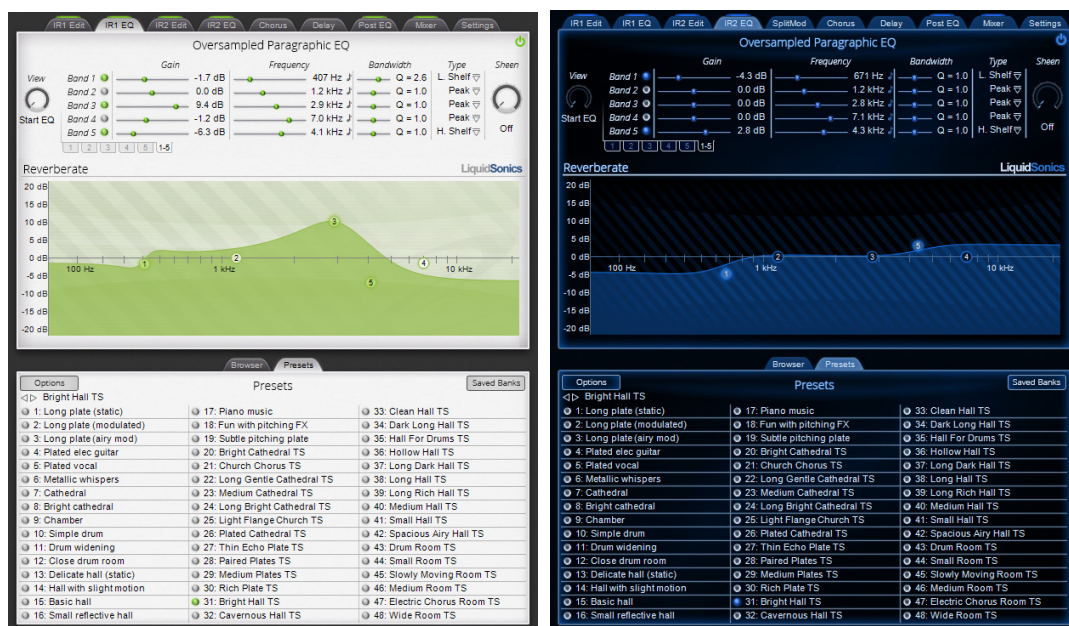 IR1 Edit IR1 EQ IR2 Edit IR2 EQ Chorus Delay Post EQ Mixer Settings
Oversampled Paragraphic EQ
Gain Frequency Bandwidth Type Sheen
View Band 1 -1.7 dB 407 Hz Q = 2.6 L. Shelf
Band 2 0.0 dB 1.2 kHz Q = 1.0 Peak
Band 3 9.4 dB 2.9 kHz Q = 1.0 Peak
Start EQ Band 4 -1.2 dB 7.0 kHz Q = 1.0 Peak Off
Band 5 -6.3 dB 4.1 kHz Q = 1.0 H. Shelf
1 2 3 4 5 1-5
Reverberate LiquidSonics
20 dB
15 dB
10 dB
5 dB
0 dB
-5 dB
-10 dB
-15 dB
-20 dB
100 Hz 1 kHz 10 kHz
1 2 3 4 5
Browser Presets
Options Presets Saved Banks
Bright Hall TS
1: Long plate (static) 17: Piano music 33: Clean Hall TS
2: Long plate (modulated) 18: Fun with pitching FX 34: Dark Long Hall TS
3: Long plate (airy mod) 19: Subtle pitching plate 35: Hall For Drums TS
4: Plated elec guitar 20: Bright Cathedral TS 36: Hollow Hall TS
5: Plated vocal 21: Church Chorus TS 37: Long Dark Hall TS
6: Metallic whispers 22: Long Gentle Cathedral TS 38: Long Hall TS
7: Cathedral 23: Medium Cathedral TS 39: Long Rich Hall TS
8: Bright cathedral 24: Long Bright Cathedral TS 40: Medium Hall TS
9: Chamber 25: Light Flange Church TS 41: Small Hall TS
10: Simple drum 26: Plated Cathedral TS 42: Spacious Airy Hall TS
11: Drum widening 27: Thin Echo Plate TS 43: Drum Room TS
12: Close drum room 28: Paired Plates TS 44: Small Room TS
13: Delicate hall (static) 29: Medium Plates TS 45: Slowly Moving Room TS
14: Hall with slight motion 30: Rich Plate TS 46: Medium Room TS
15: Basic hall 31: Bright Hall TS 47: Electric Chorus Room TS
16: Small reflective hall 32: Cavernous Hall TS 48: Wide Room TS
IR1 Edit IR1 EQ IR2 Edit IR2 EQ SplitMod Chorus Delay Post EQ Mixer Settings
Oversampled Paragraphic EQ
Gain Frequency Bandwidth Type Sheen
View Band 1 -4.3 dB 671 Hz Q = 1.0 L. Shelf
Band 2 0.0 dB 1.2 kHz Q = 1.0 Peak
Band 3 0.0 dB 2.8 kHz Q = 1.0 Peak
Start EQ Band 4 0.0 dB 7.1 kHz Q = 1.0 Peak Off
Band 5 2.8 dB 4.3 kHz Q = 1.0 H. Shelf
1 2 3 4 5 1-5
Reverberate LiquidSonics
20 dB
15 dB
10 dB
5 dB
0 dB
-5 dB
-10 dB
-15 dB
-20 dB
100 Hz 1 kHz 10 kHz
1 2 3 5 4
Browser Presets
Options Presets Saved Banks
Bright Hall TS
1: Long plate (static) 17: Piano music 33: Clean Hall TS
2: Long plate (modulated) 18: Fun with pitching FX 34: Dark Long Hall TS
3: Long plate (airy mod) 19: Subtle pitching plate 35: Hall For Drums TS
4: Plated elec guitar 20: Bright Cathedral TS 36: Hollow Hall TS
5: Plated vocal 21: Church Chorus TS 37: Long Dark Hall TS
6: Metallic whispers 22: Long Gentle Cathedral TS 38: Long Hall TS
7: Cathedral 23: Medium Cathedral TS 39: Long Rich Hall TS
8: Bright cathedral 24: Long Bright Cathedral TS 40: Medium Hall TS
9: Chamber 25: Light Flange Church TS 41: Small Hall TS
10: Simple drum 26: Plated Cathedral TS 42: Spacious Airy Hall TS
11: Drum widening 27: Thin Echo Plate TS 43: Drum Room TS
12: Close drum room 28: Paired Plates TS 44: Small Room TS
13: Delicate hall (static) 29: Medium Plates TS 45: Slowly Moving Room TS
14: Hall with slight motion 30: Rich Plate TS 46: Medium Room TS
15: Basic hall 31: Bright Hall TS 47: Electric Chorus Room TS
16: Small reflective hall 32: Cavernous Hall TS 48: Wide Room TS